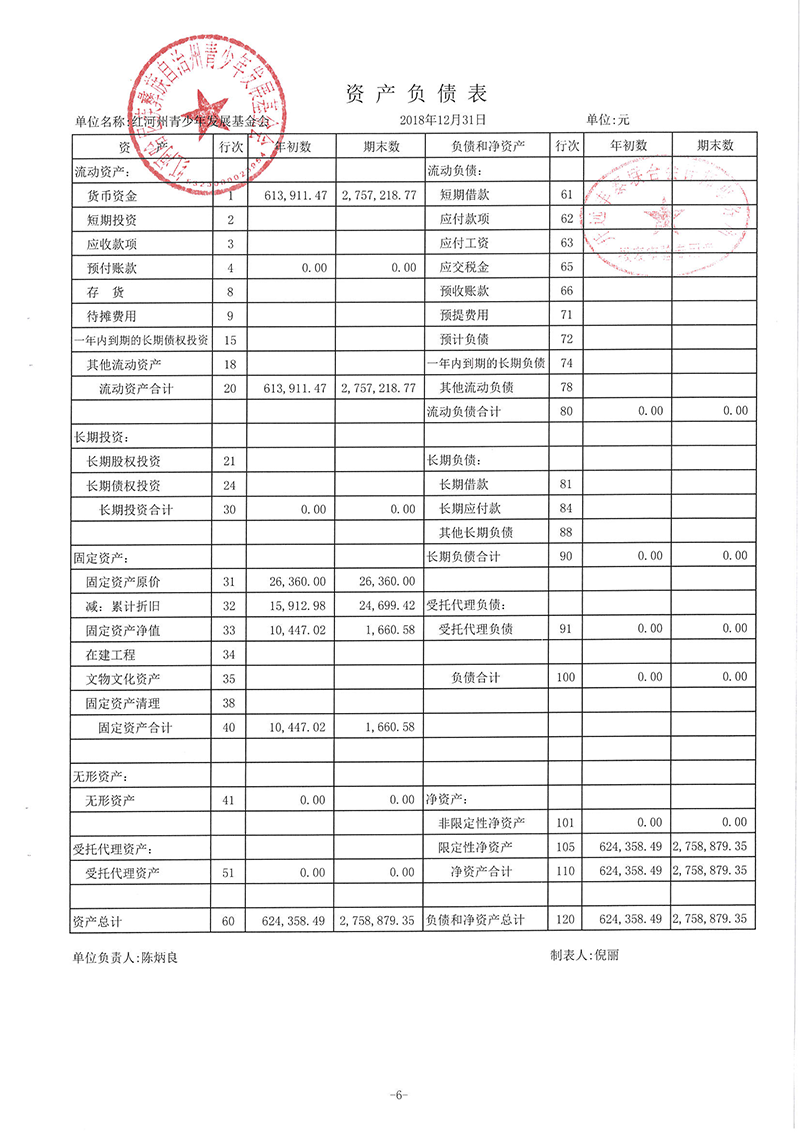 资产负债表
单位名称:红河州青少年发展基金会 2018年12月31日 单位:元
资 产 行次 年初数 期末数 负债和净资产 行次 年初数 期末数
流动资产: 流动负债:
货币资金 1 613,911.47 2,757,218.77 短期借款 61
短期投资 2 应付款项 62
应收款项 3 应付工资 63
预付账款 4 0.00 0.00 应交税金 65
存 货 8 预收账款 66
待摊费用 9 预提费用 71
一年内到期的长期债权投资 15 预计负债 72
其他流动资产 18 一年内到期的长期负债 74
流动资产合计 20 613,911.47 2,757,218.77 其他流动负债 78
流动负债合计 80 0.00 0.00
长期投资:
长期股权投资 21 长期负债:
长期债权投资 24 长期借款 81
长期投资合计 30 0.00 0.00 长期应付款 84
其他长期负债 88
固定资产: 长期负债合计 90 0.00 0.00
固定资产原价 31 26,360.00 26,360.00
减:累计折旧 32 15,912.98 24,699.42 受托代理负债:
固定资产净值 33 10,447.02 1,660.58 受托代理负债 91 0.00 0.00
在建工程 34
文物文化资产 35 负债合计 100 0.00 0.00
固定资产清理 38
固定资产合计 40 10,447.02 1,660.58
无形资产:
无形资产 41 0.00 0.00 净资产:
非限定性净资产 101 0.00 0.00
受托代理资产: 限定性净资产 105 624,358.49 2,758,879.35
受托代理资产 51 0.00 0.00 净资产合计 110 624,358.49 2,758,879.35
资产总计 60 624,358.49 2,758,879.35 负债和净资产总计 120 624,358.49 2,758,879.35
单位负责人:陈炳良 制表人:倪丽
-6-